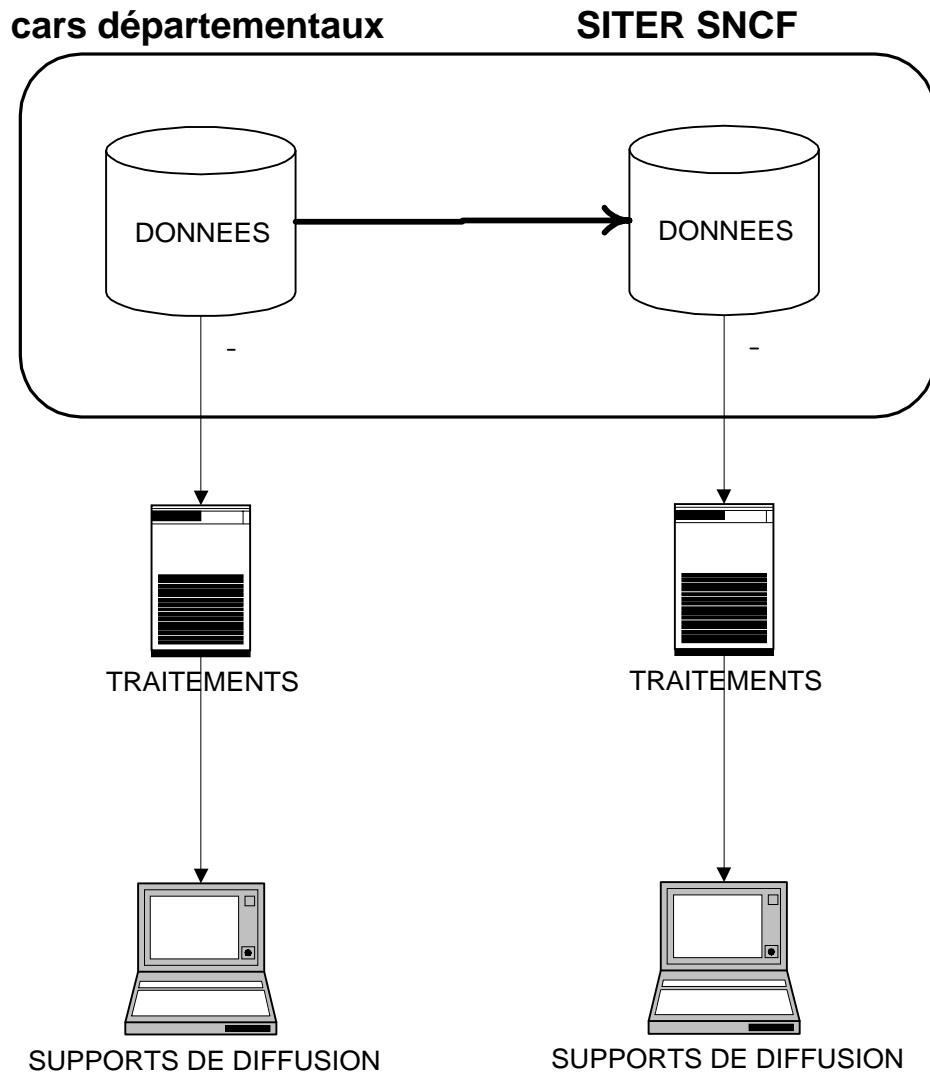 cars départementaux SITER SNCF
DONNEES DONNEES
- -
TRAITEMENTS TRAITEMENTS
SUPPORTS DE DIFFUSION SUPPORTS DE DIFFUSION